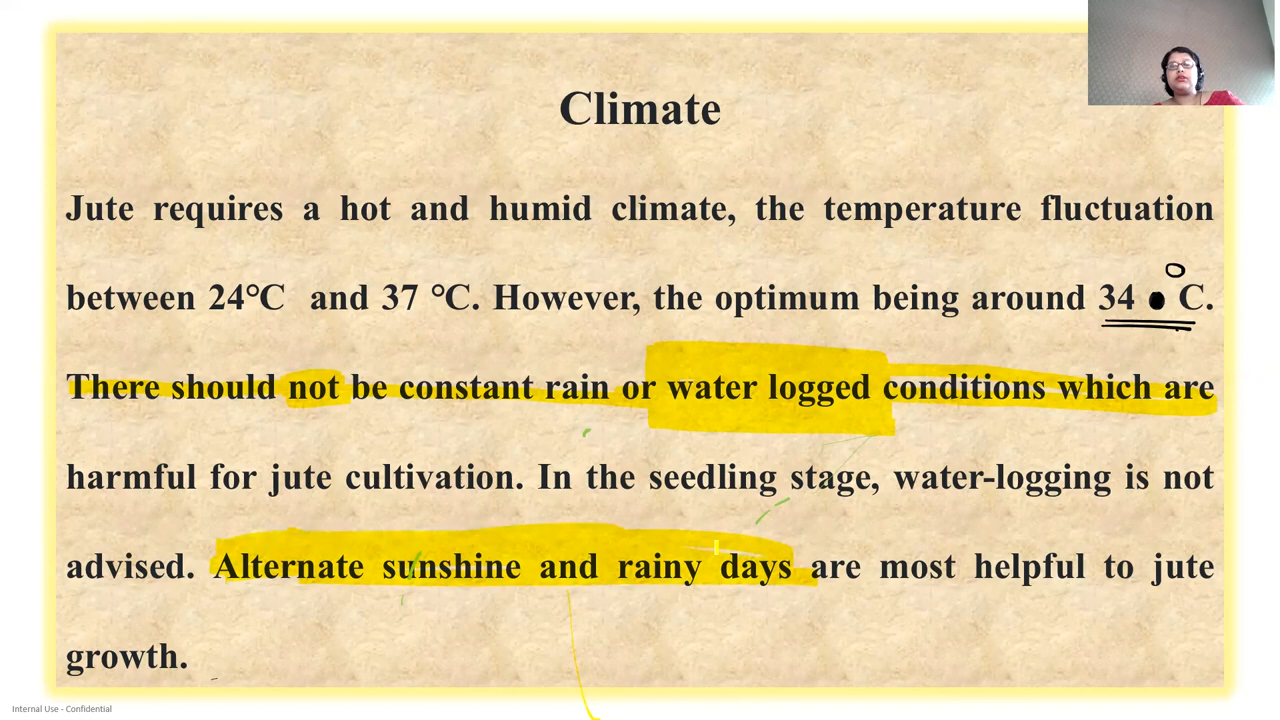 Climate
Jute requires a hot and humid climate, the temperature fluctuation
between 24°C and 37 °C. However, the optimum being around 34 ° C.
There should not be constant rain or water logged conditions which are
harmful for jute cultivation. In the seedling stage, water-logging is not
advised. Alternate sunshine and rainy days are most helpful to jute
growth.
Internal Use - Confidential